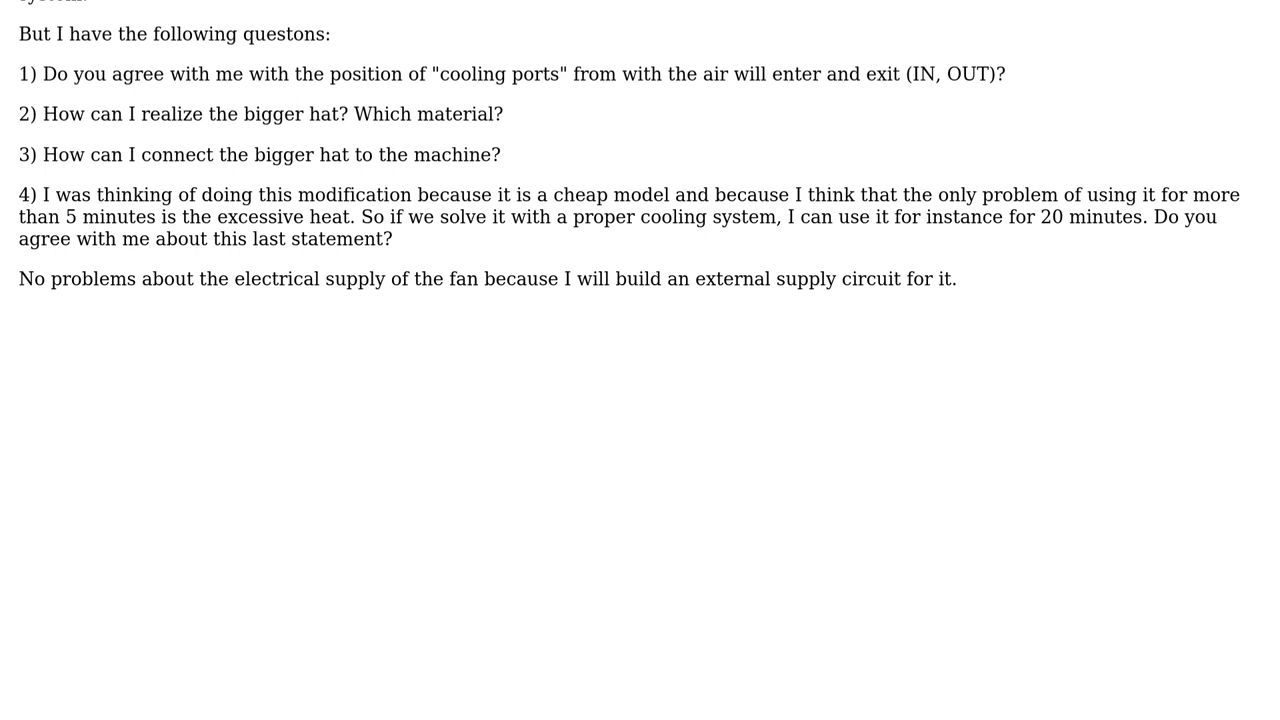 But I have the following questons:
1) Do you agree with me with the position of "cooling ports" from with the air will enter and exit (IN, OUT)?
2) How can I realize the bigger hat? Which material?
3) How can I connect the bigger hat to the machine?
4) I was thinking of doing this modification because it is a cheap model and because I think that the only problem of using it for more
than 5 minutes is the excessive heat. So if we solve it with a proper cooling system, I can use it for instance for 20 minutes. Do you
agree with me about this last statement?
No problems about the electrical supply of the fan because I will build an external supply circuit for it.